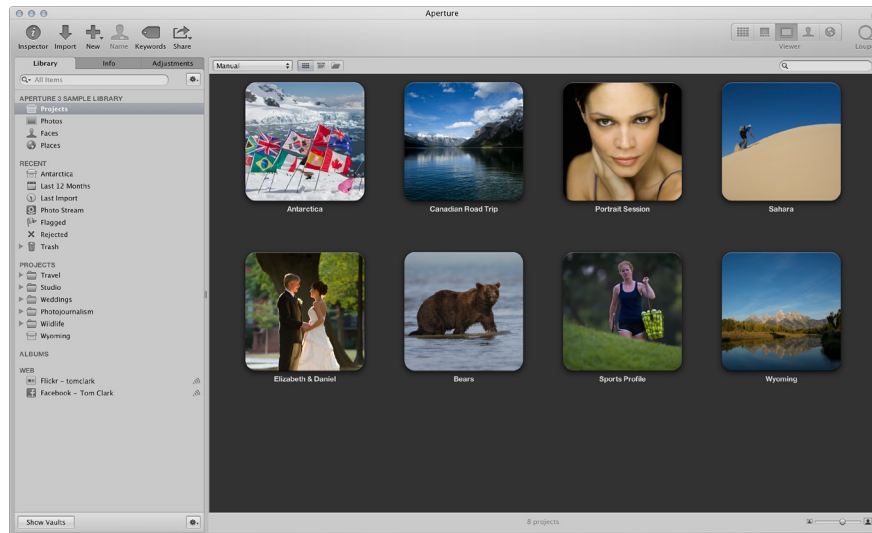 Aperture
Inspector Import New Name Keywords Share
Viewer
Library Info Adjustments
Manual
All Items
APERTURE 3 SAMPLE LIBRARY
Projects
Photos
Faces
Places
RECENT
Antarctica
Last 12 Months
Last Import
Photo Stream
Flagged
Rejected
Trash
PROJECTS
Travel
Studio
Weddings
Photojournalism
Wildlife
Wyoming
ALBUMS
WEB
Flickr – tomclark
Facebook – Tom Clark
Show Vaults
Antarctica Canadian Road Trip Portrait Session Sahara
Elizabeth & Daniel Bears Sports Profile Wyoming
8 projects